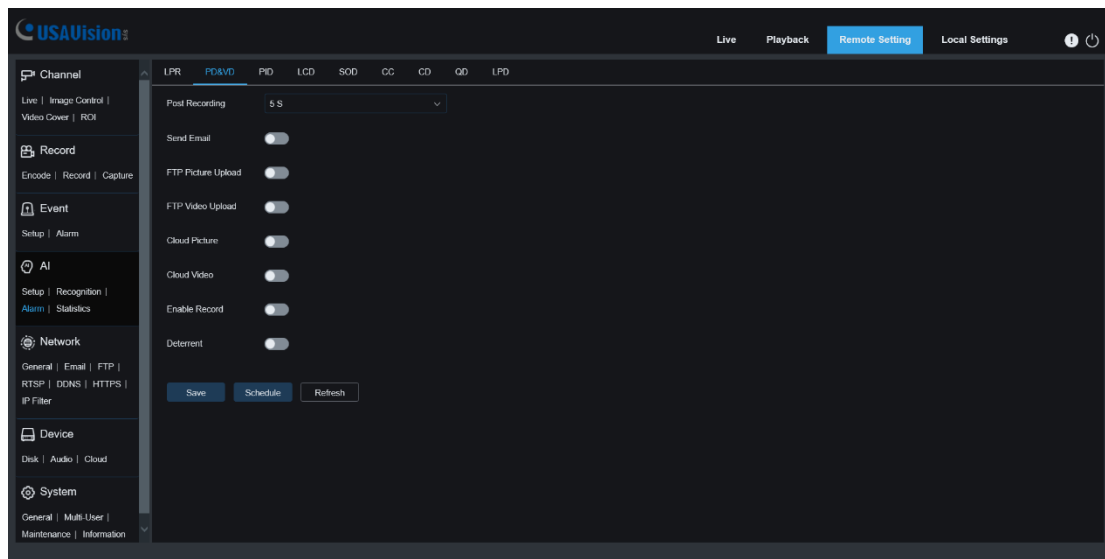 USAVision
Live Playback Remote Setting Local Settings
Channel
Live | Image Control |
Video Cover | ROI
Record
Encode | Record | Capture
Event
Setup | Alarm
AI
Setup | Recognition |
Alarm | Statistics
Network
General | Email | FTP |
RTSP | DDNS | HTTPS |
IP Filter
Device
Disk | Audio | Cloud
System
General | Multi-User |
Maintenance | Information
LPR PD&VD PID LCD SOD CC CD QD LPD
Post Recording 5 S
Send Email
FTP Picture Upload
FTP Video Upload
Cloud Picture
Cloud Video
Enable Record
Deterrent
Save Schedule Refresh